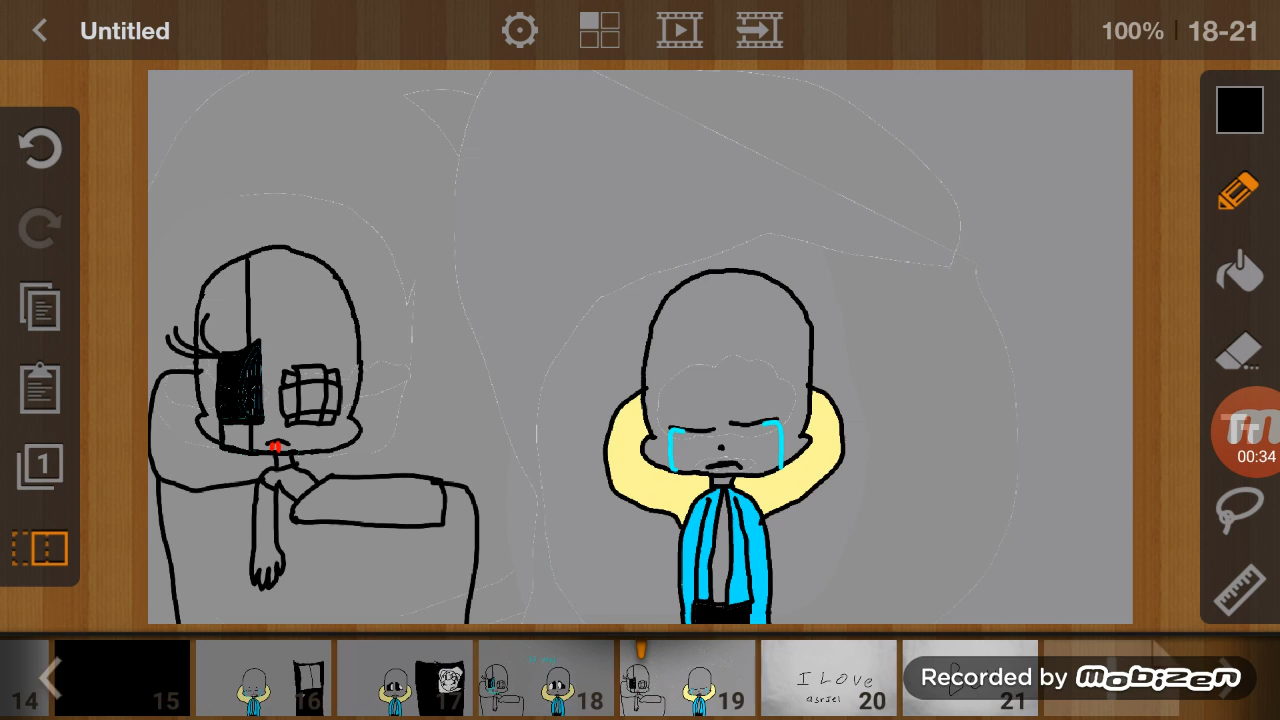 Untitled
100% 18-21
1
00:34
14
15
16
17
18
19
I LOVE
asriel
20
21
Recorded by mobizen